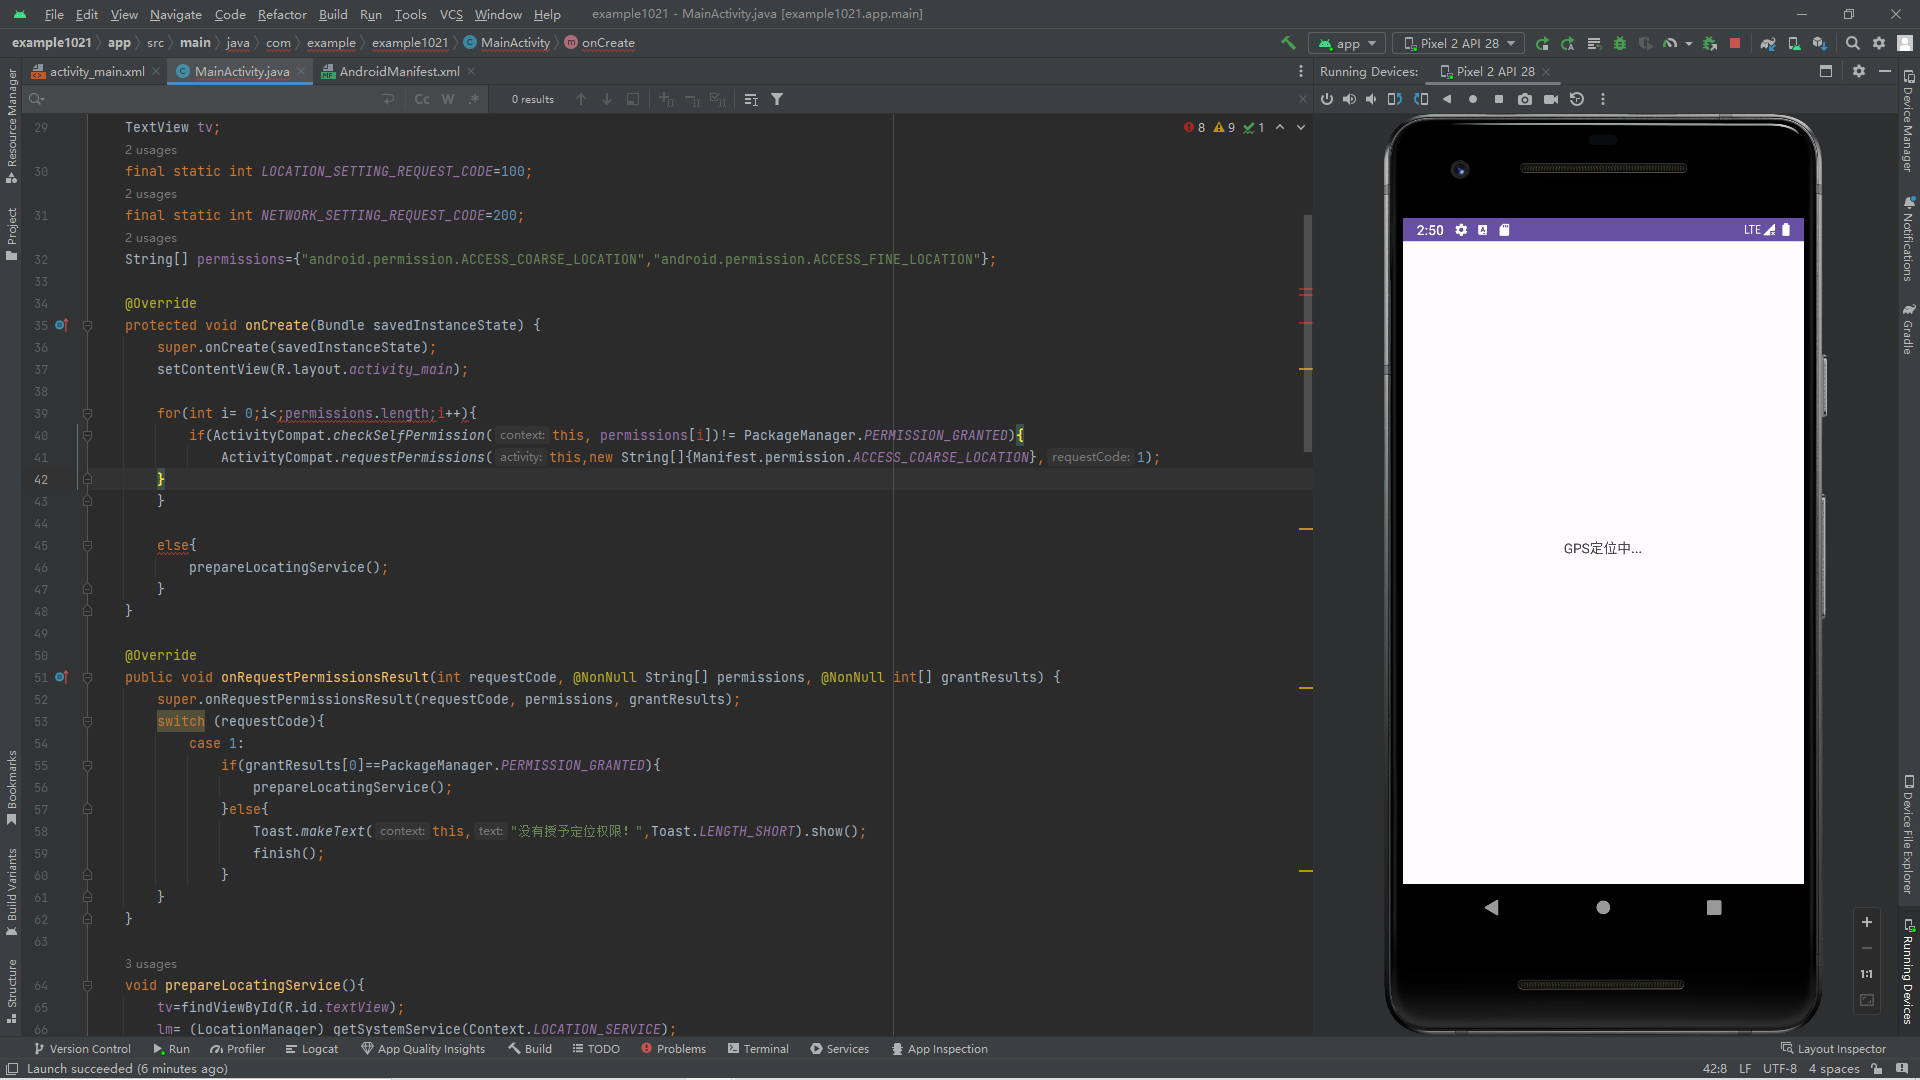 File Edit View Navigate Code Refactor Build Run Tools VCS Window Help example1021 - MainActivity.java [example1021.app.main]
example1021 app src main java com example example1021 MainActivity onCreate app Pixel 2 API 28
activity_main.xml MainActivity.java AndroidManifest.xml Running Devices: Pixel 2 API 28
Cc W .* 0 results
8 9 1
29 TextView tv;
2 usages
30 final static int LOCATION_SETTING_REQUEST_CODE=100;
2 usages
31 final static int NETWORK_SETTING_REQUEST_CODE=200;
2 usages
32 String[] permissions={"android.permission.ACCESS_COARSE_LOCATION","android.permission.ACCESS_FINE_LOCATION"};
33
34 @Override
35 protected void onCreate(Bundle savedInstanceState) {
36 super.onCreate(savedInstanceState);
37 setContentView(R.layout.activity_main);
38
39 for(int i= 0;i<;permissions.length;i++){
40 if(ActivityCompat.checkSelfPermission( context: this, permissions[i])!= PackageManager.PERMISSION_GRANTED){
41 ActivityCompat.requestPermissions( activity: this,new String[]{Manifest.permission.ACCESS_COARSE_LOCATION}, requestCode: 1);
42 }
43 }
44
45 else{
46 prepareLocatingService();
47 }
48 }
49
50 @Override
51 public void onRequestPermissionsResult(int requestCode, @NonNull String[] permissions, @NonNull int[] grantResults) {
52 super.onRequestPermissionsResult(requestCode, permissions, grantResults);
53 switch (requestCode){
54 case 1:
55 if(grantResults[0]==PackageManager.PERMISSION_GRANTED){
56 prepareLocatingService();
57 }else{
58 Toast.makeText( context: this, text: "没有授予定位权限！",Toast.LENGTH_SHORT).show();
59 finish();
60 }
61 }
62 }
63
3 usages
64 void prepareLocatingService(){
65 tv=findViewById(R.id.textView);
66 lm= (LocationManager) getSystemService(Context.LOCATION_SERVICE);
2:50 LTE
GPS定位中...
1:1
Resource Manager
Project
Bookmarks
Build Variants
Structure
Device Manager
Notifications
Gradle
Device File Explorer
Running Devices
Version Control Run Profiler Logcat App Quality Insights Build TODO Problems Terminal Services App Inspection Layout Inspector
Launch succeeded (6 minutes ago) 42:8 LF UTF-8 4 spaces